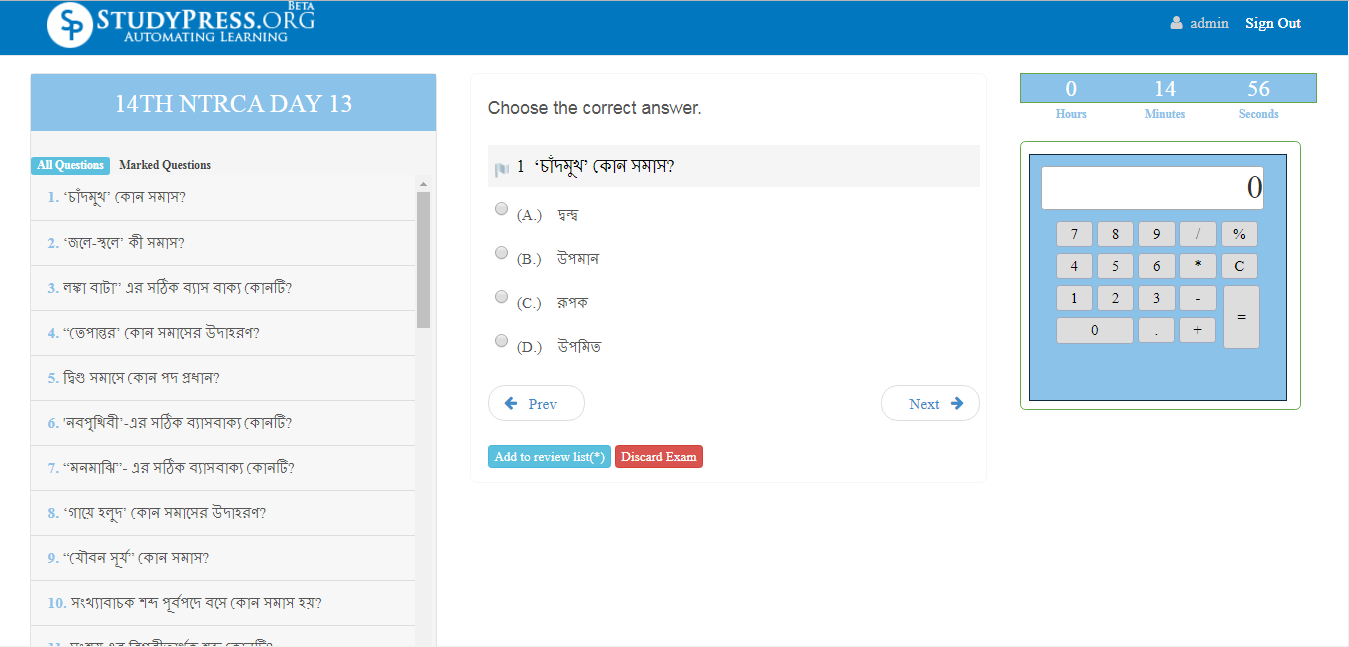 STUDYPRESS.ORG BETA
AUTOMATING LEARNING
admin Sign Out
14TH NTRCA DAY 13
All Questions Marked Questions
1. ‘চাঁদমুখ’ কোন সমাস?
2. ‘জলে-স্থলে’ কী সমাস?
3. লঙ্কা বাটা” এর সঠিক ব্যাস বাক্য কোনটি?
4. “তেপান্তর’ কোন সমাসের উদাহরণ?
5. দ্বিগু সমাসে কোন পদ প্রধান?
6. 'নবপৃথিবী’-এর সঠিক ব্যাসবাক্য কোনটি?
7. “মনমাঝি”- এর সঠিক ব্যাসবাক্য কোনটি?
8. ‘গায়ে হলুদ’ কোন সমাসের উদাহরণ?
9. “যৌবন সূর্য” কোন সমাস?
10. সংখ্যাবাচক শব্দ পূর্বপদে বসে কোন সমাস হয়?
Choose the correct answer.
1 ‘চাঁদমুখ’ কোন সমাস?
(A.) দ্বন্দ্ব
(B.) উপমান
(C.) রূপক
(D.) উপমিত
Prev Next
Add to review list(*) Discard Exam
0 14 56
Hours Minutes Seconds
0
7 8 9 / %
4 5 6 * C
1 2 3 - =
0 . +